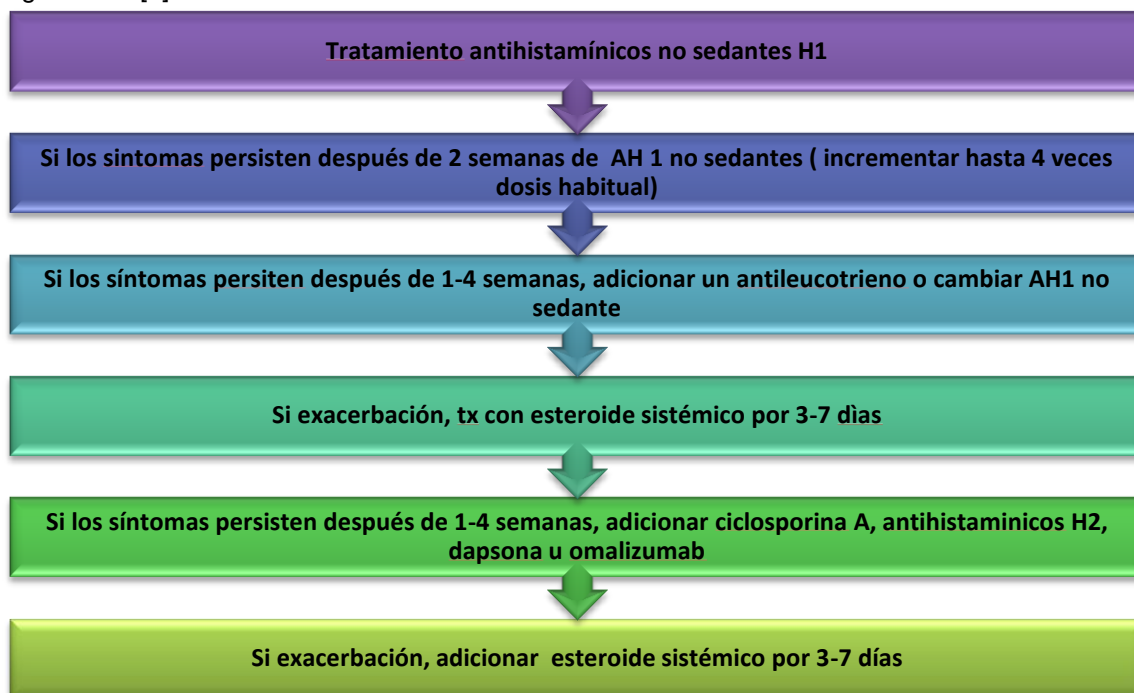 Tratamiento antihistamínicos no sedantes H1
Si los sintomas persisten después de 2 semanas de AH 1 no sedantes ( incrementar hasta 4 veces
dosis habitual)
Si los síntomas persiten después de 1-4 semanas, adicionar un antileucotrieno o cambiar AH1 no
sedante
Si exacerbación, tx con esteroide sistémico por 3-7 dìas
Si los síntomas persisten después de 1-4 semanas, adicionar ciclosporina A, antihistaminicos H2,
dapsona u omalizumab
Si exacerbación, adicionar esteroide sistémico por 3-7 días